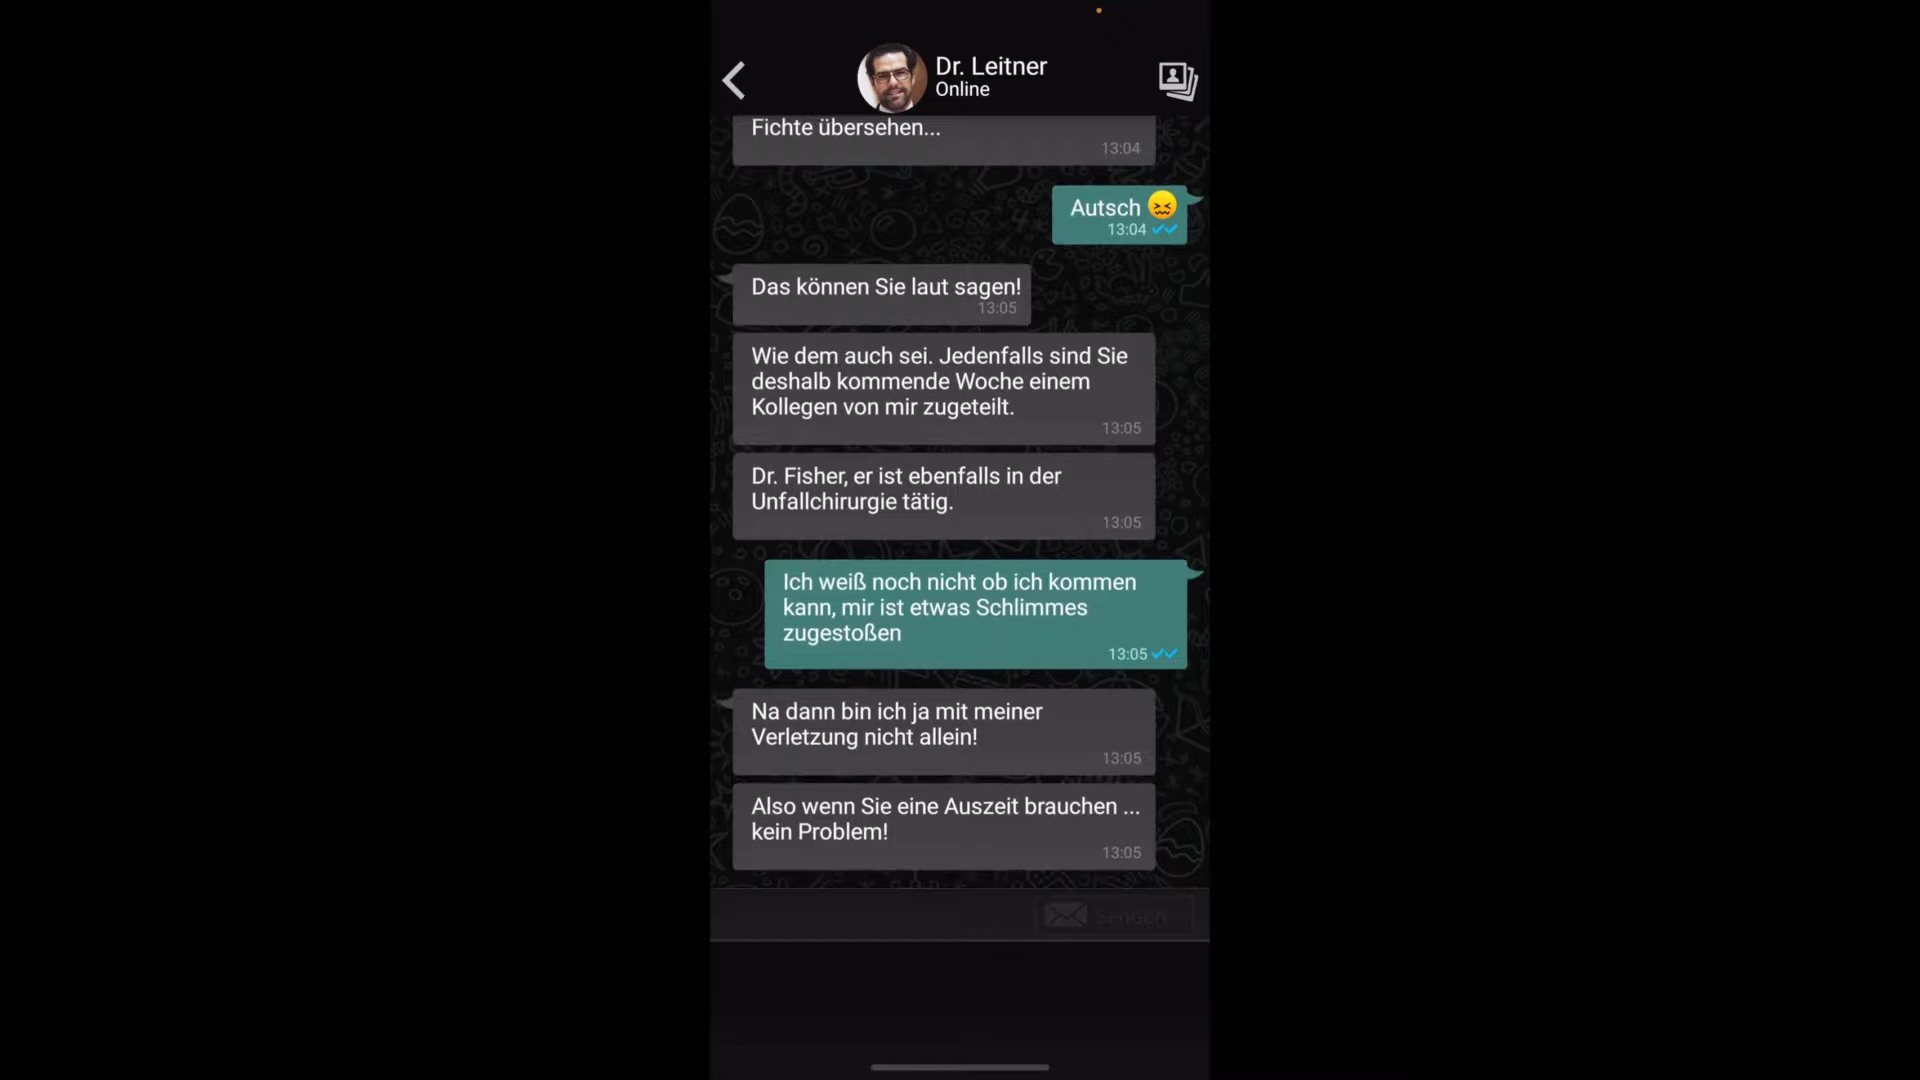 Dr. Leitner
Online
Fichte übersehen...
13:04
Autsch 😖
13:04
Das können Sie laut sagen!
13:05
Wie dem auch sei. Jedenfalls sind Sie
deshalb kommende Woche einem
Kollegen von mir zugeteilt.
13:05
Dr. Fisher, er ist ebenfalls in der
Unfallchirurgie tätig.
13:05
Ich weiß noch nicht ob ich kommen
kann, mir ist etwas Schlimmes
zugestoßen
13:05
Na dann bin ich ja mit meiner
Verletzung nicht allein!
13:05
Also wenn Sie eine Auszeit brauchen ...
kein Problem!
13:05
Senden